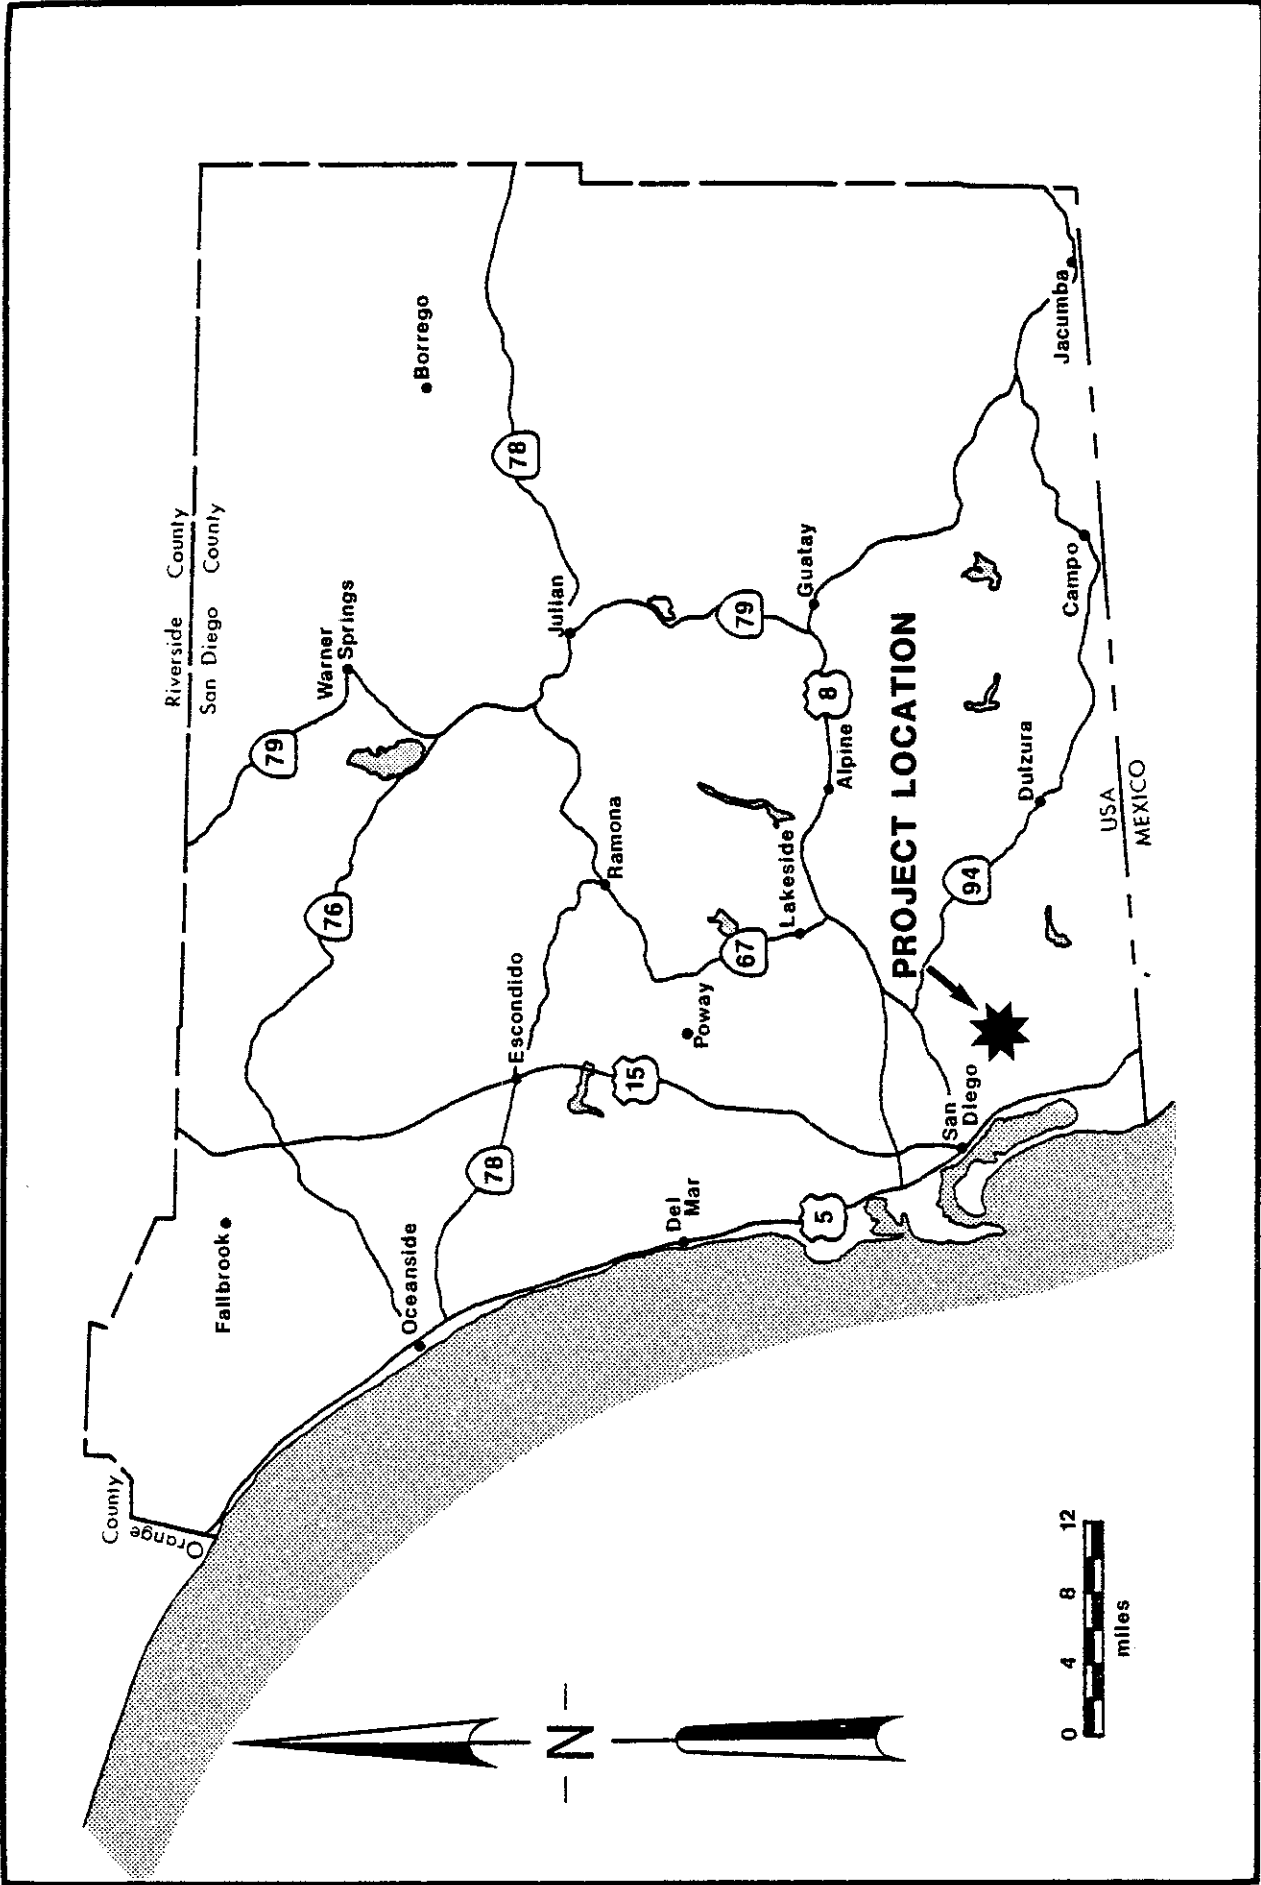 Riverside County
San Diego County
Orange
County
79
Warner
Springs
Fallbrook
76
Borrego
Oceanside
78
Escondido
78
Julian
Ramona
15
Del
Mar
Poway
67
79
Lakeside
Guatay
5
8
Alpine
PROJECT LOCATION
San
Diego
94
Dulzura
Campo
Jacumba
USA
MEXICO
N
0 4 8 12
miles